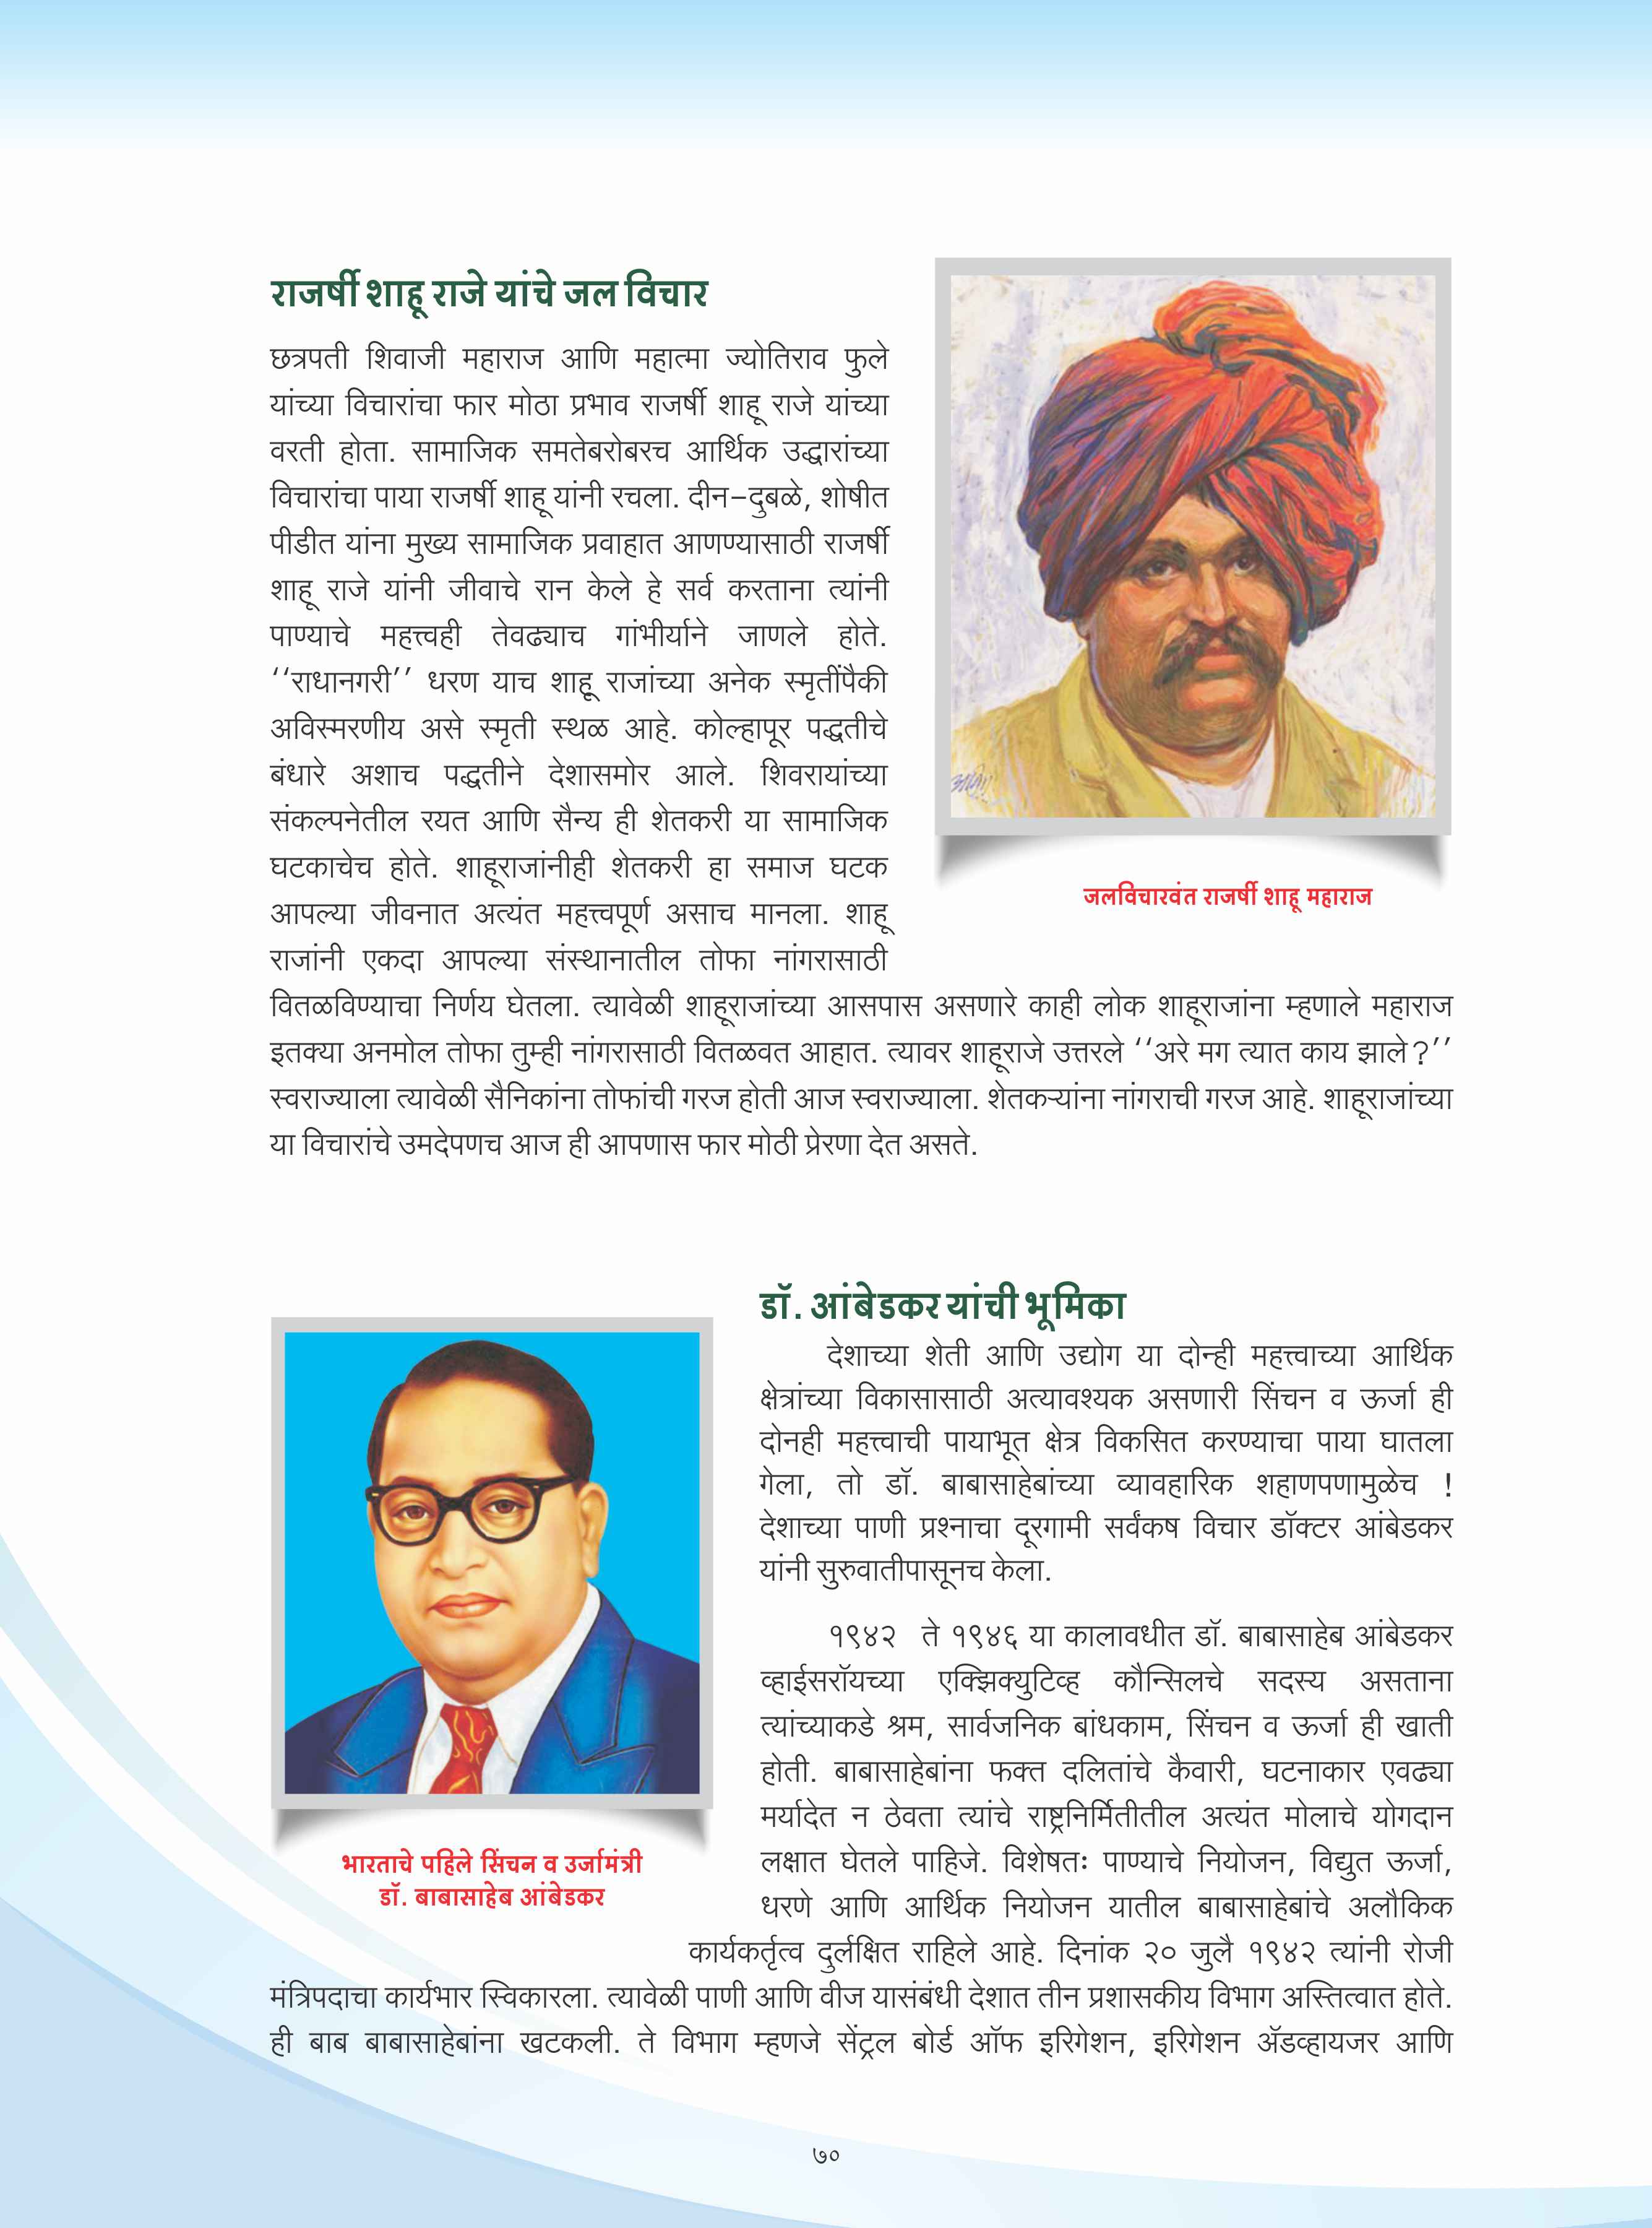 राजर्षी शाहू राजे यांचे जल विचार
छत्रपती शिवाजी महाराज आणि महात्मा ज्योतिराव फुले
यांच्या विचारांचा फार मोठा प्रभाव राजर्षी शाहू राजे यांच्या
वरती होता. सामाजिक समतेबरोबरच आर्थिक उद्धारांच्या
विचारांचा पाया राजर्षी शाहू यांनी रचला. दीन–दुबळे, शोषीत
पीडीत यांना मुख्य सामाजिक प्रवाहात आणण्यासाठी राजर्षी
शाहू राजे यांनी जीवाचे रान केले हे सर्व करताना त्यांनी
पाण्याचे महत्त्वही तेवढ्याच गांभीर्याने जाणले होते.
‘‘राधानगरी’’ धरण याच शाहू राजांच्या अनेक स्मृतींपैकी
अविस्मरणीय असे स्मृती स्थळ आहे. कोल्हापूर पद्धतीचे
बंधारे अशाच पद्धतीने देशासमोर आले. शिवरायांच्या
संकल्पनेतील रयत आणि सैन्य ही शेतकरी या सामाजिक
घटकाचेच होते. शाहूराजांनीही शेतकरी हा समाज घटक
आपल्या जीवनात अत्यंत महत्त्वपूर्ण असाच मानला. शाहू
राजांनी एकदा आपल्या संस्थानातील तोफा नांगरासाठी
वितळविण्याचा निर्णय घेतला. त्यावेळी शाहूराजांच्या आसपास असणारे काही लोक शाहूराजांना म्हणाले महाराज
इतक्या अनमोल तोफा तुम्ही नांगरासाठी वितळवत आहात. त्यावर शाहूराजे उत्तरले ‘‘अरे मग त्यात काय झाले?’’
स्वराज्याला त्यावेळी सैनिकांना तोफांची गरज होती आज स्वराज्याला. शेतकऱ्यांना नांगराची गरज आहे. शाहूराजांच्या
या विचारांचे उमदेपणच आज ही आपणास फार मोठी प्रेरणा देत असते.
जलविचारवंत राजर्षी शाहू महाराज
डॉ. आंबेडकर यांची भूमिका
देशाच्या शेती आणि उद्योग या दोन्ही महत्त्वाच्या आर्थिक
क्षेत्रांच्या विकासासाठी अत्यावश्यक असणारी सिंचन व ऊर्जा ही
दोनही महत्त्वाची पायाभूत क्षेत्र विकसित करण्याचा पाया घातला
गेला, तो डॉ. बाबासाहेबांच्या व्यावहारिक शहाणपणामुळेच !
देशाच्या पाणी प्रश्नाचा दूरगामी सर्वंकष विचार डॉक्टर आंबेडकर
यांनी सुरुवातीपासूनच केला.
१९४२ ते १९४६ या कालावधीत डॉ. बाबासाहेब आंबेडकर
व्हाईसरॉयच्या एक्झिक्युटिव्ह कौन्सिलचे सदस्य असताना
त्यांच्याकडे श्रम, सार्वजनिक बांधकाम, सिंचन व ऊर्जा ही खाती
होती. बाबासाहेबांना फक्त दलितांचे कैवारी, घटनाकार एवढ्या
मर्यादेत न ठेवता त्यांचे राष्ट्रनिर्मितीतील अत्यंत मोलाचे योगदान
लक्षात घेतले पाहिजे. विशेषतः पाण्याचे नियोजन, विद्युत ऊर्जा,
धरणे आणि आर्थिक नियोजन यातील बाबासाहेबांचे अलौकिक
कार्यकर्तृत्व दुर्लक्षित राहिले आहे. दिनांक २० जुलै १९४२ त्यांनी रोजी
मंत्रिपदाचा कार्यभार स्विकारला. त्यावेळी पाणी आणि वीज यासंबंधी देशात तीन प्रशासकीय विभाग अस्तित्वात होते.
ही बाब बाबासाहेबांना खटकली. ते विभाग म्हणजे सेंट्रल बोर्ड ऑफ इरिगेशन, इरिगेशन ॲडव्हायजर आणि
भारताचे पहिले सिंचन व उर्जामंत्री
डॉ. बाबासाहेब आंबेडकर
७०